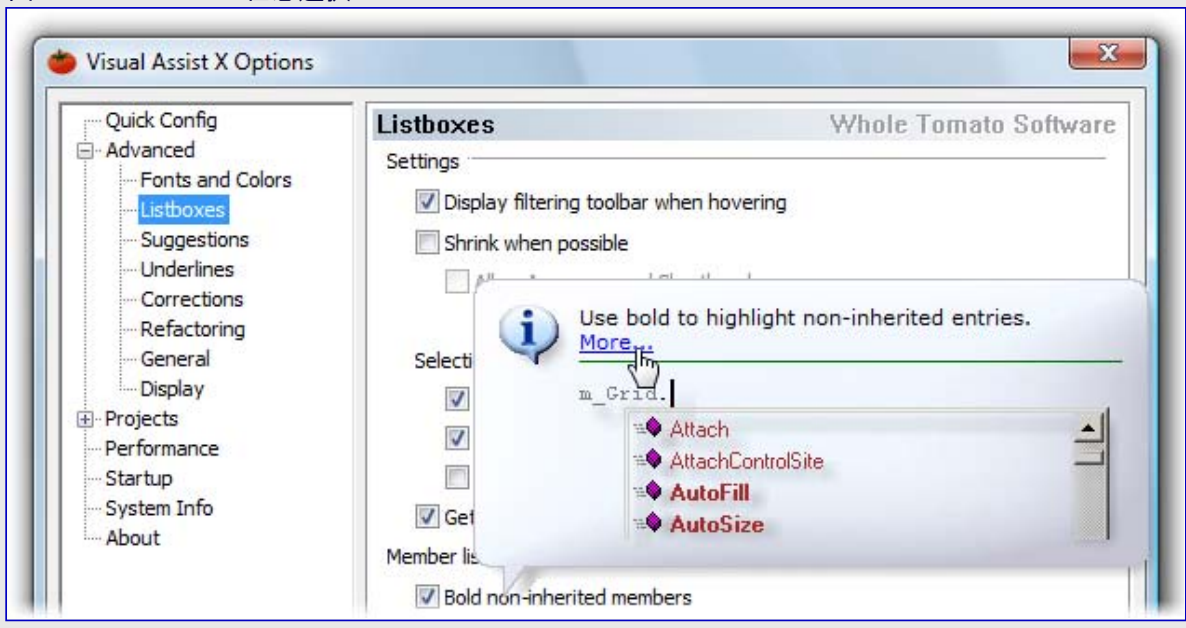 Visual Assist X Options
Quick Config
Advanced
Fonts and Colors
Listboxes
Suggestions
Underlines
Corrections
Refactoring
General
Display
Projects
Performance
Startup
System Info
About
Listboxes Whole Tomato Software
Settings
Display filtering toolbar when hovering
Shrink when possible
Selecti
Get
Member lis
Bold non-inherited members
Use bold to highlight non-inherited entries.
More...
m_Grid.
Attach
AttachControlSite
AutoFill
AutoSize